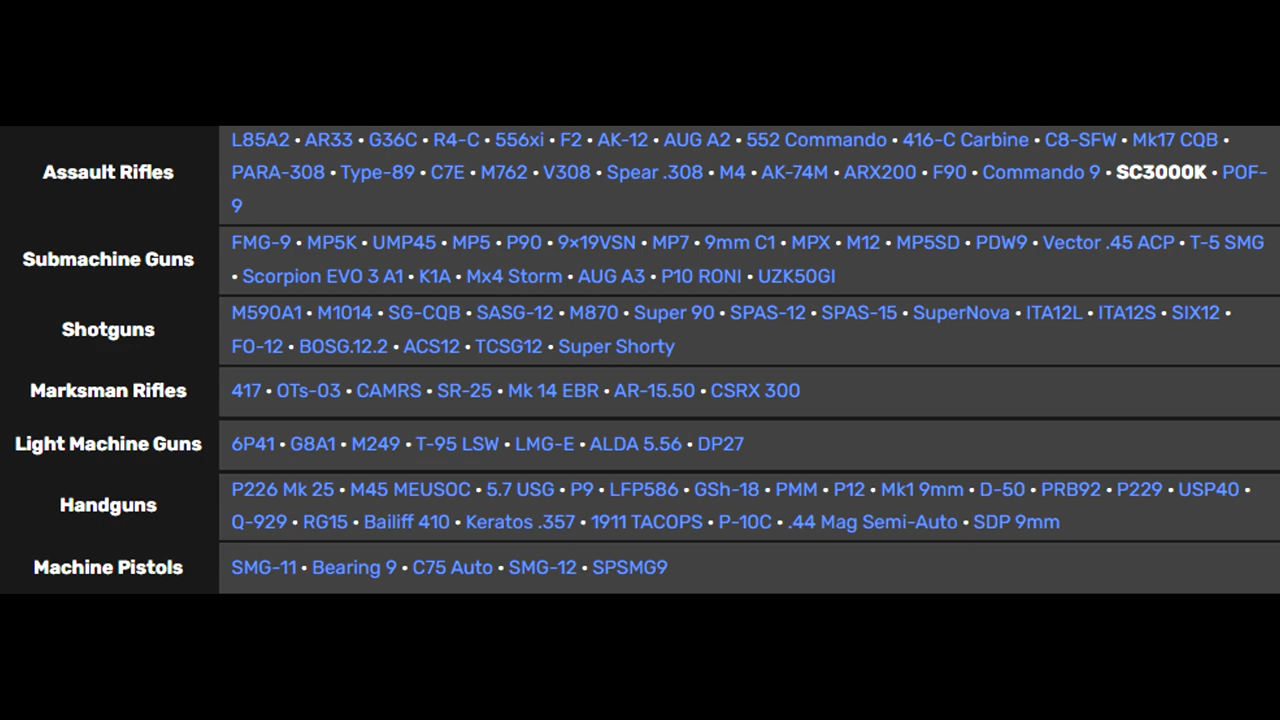 L85A2 • AR33 • G36C • R4-C • 556xi • F2 • AK-12 • AUG A2 • 552 Commando • 416-C Carbine • C8-SFW • Mk17 CQB •
Assault Rifles
PARA-308 • Type-89 • C7E • M762 • V308 • Spear .308 • M4 • AK-74M • ARX200 • F90 • Commando 9 • SC3000K • POF-
9
FMG-9 • MP5K • UMP45 • MP5 • P90 • 9×19VSN • MP7 • 9mm C1 • MPX • M12 • MP5SD • PDW9 • Vector .45 ACP • T-5 SMG
Submachine Guns
• Scorpion EVO 3 A1 • K1A • Mx4 Storm • AUG A3 • P10 RONI • UZK50GI
M590A1 • M1014 • SG-CQB • SASG-12 • M870 • Super 90 • SPAS-12 • SPAS-15 • SuperNova • ITA12L • ITA12S • SIX12 •
Shotguns
FO-12 • BOSG.12.2 • ACS12 • TCSG12 • Super Shorty
Marksman Rifles
417 • OTs-03 • CAMRS • SR-25 • Mk 14 EBR • AR-15.50 • CSRX 300
Light Machine Guns
6P41 • G8A1 • M249 • T-95 LSW • LMG-E • ALDA 5.56 • DP27
P226 Mk 25 • M45 MEUSOC • 5.7 USG • P9 • LFP586 • GSh-18 • PMM • P12 • Mk1 9mm • D-50 • PRB92 • P229 • USP40 •
Handguns
Q-929 • RG15 • Bailiff 410 • Keratos .357 • 1911 TACOPS • P-10C • .44 Mag Semi-Auto • SDP 9mm
Machine Pistols
SMG-11 • Bearing 9 • C75 Auto • SMG-12 • SPSMG9